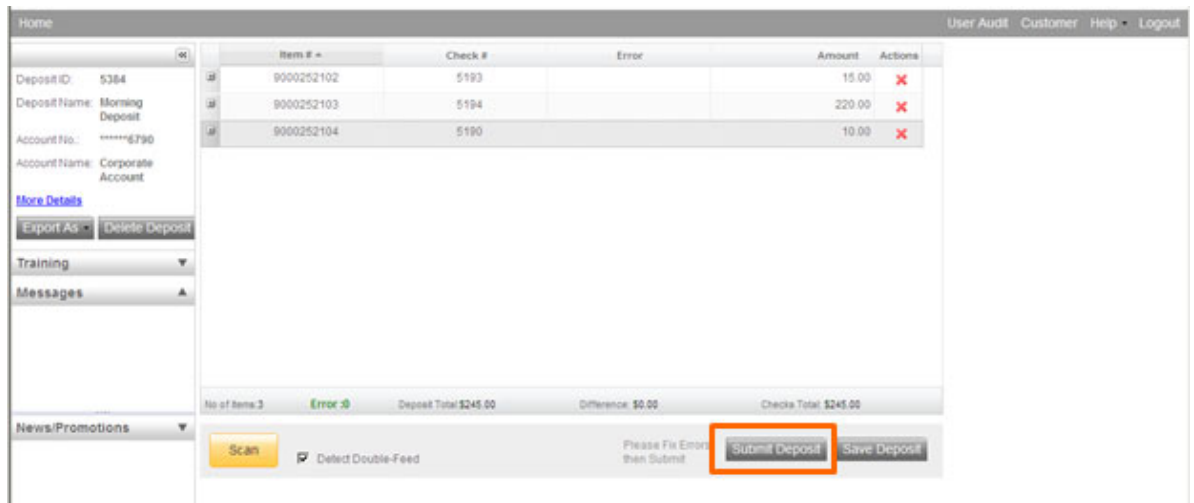 Home User Audit Customer Help Logout
Item # Check # Error Amount Actions
Deposit ID: 5384
Deposit Name: Morning
Deposit
Account No.: ******6790
Account Name: Corporate
Account
More Details
Export As Delete Deposit
Training
Messages
News/Promotions
9000252102 5193 15.00
9000252103 5194 220.00
9000252104 5190 10.00
No of Items:3 Error :0 Deposit Total:$245.00 Difference: $0.00 Checks Total: $245.00
Scan Detect Double-Feed
Please Fix Errors
then Submit
Submit Deposit Save Deposit